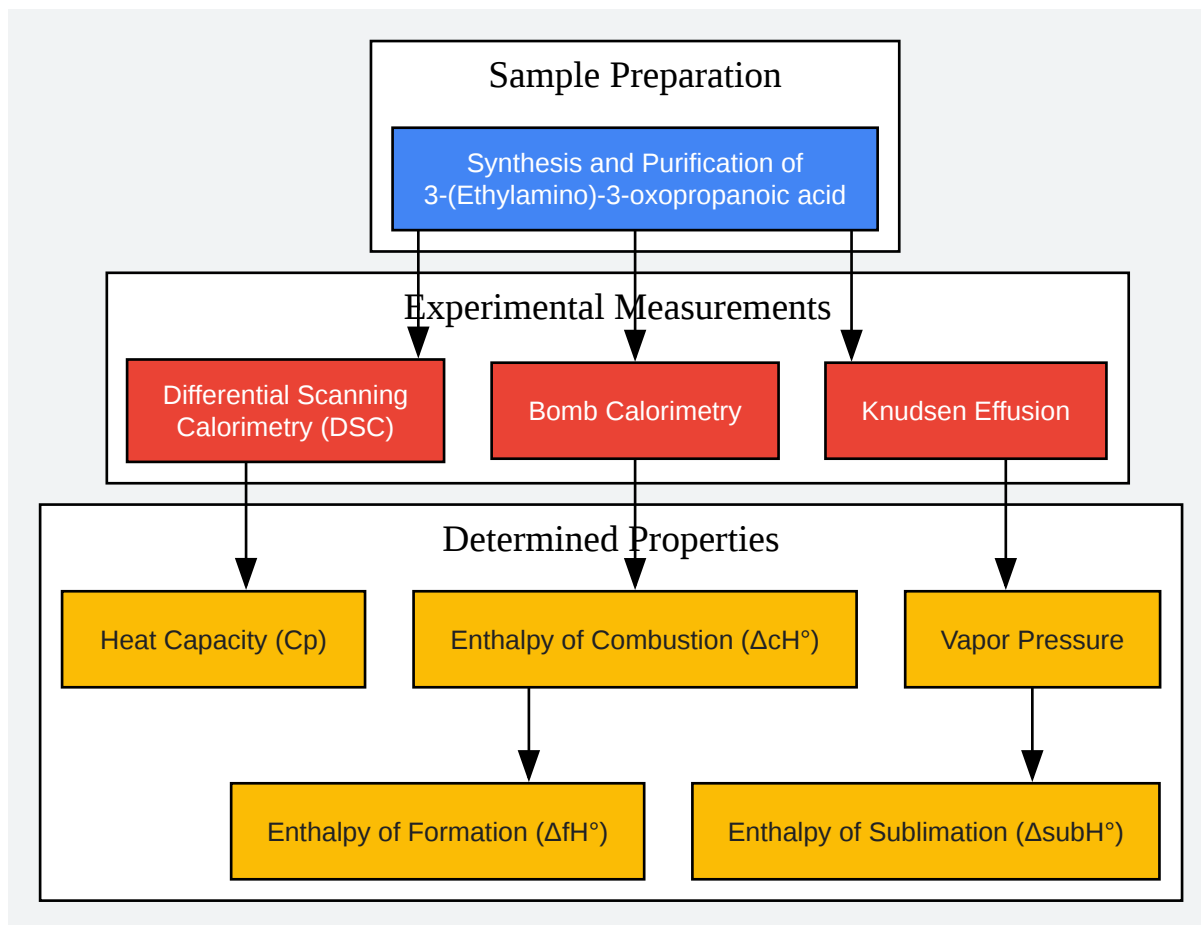 Sample Preparation
Synthesis and Purification of
3-(Ethylamino)-3-oxopropanoic acid
Experimental Measurements
Differential Scanning
Calorimetry (DSC)
Bomb Calorimetry
Knudsen Effusion
Determined Properties
Heat Capacity (Cp)
Enthalpy of Combustion (ΔcH°)
Vapor Pressure
Enthalpy of Formation (ΔfH°)
Enthalpy of Sublimation (ΔsubH°)